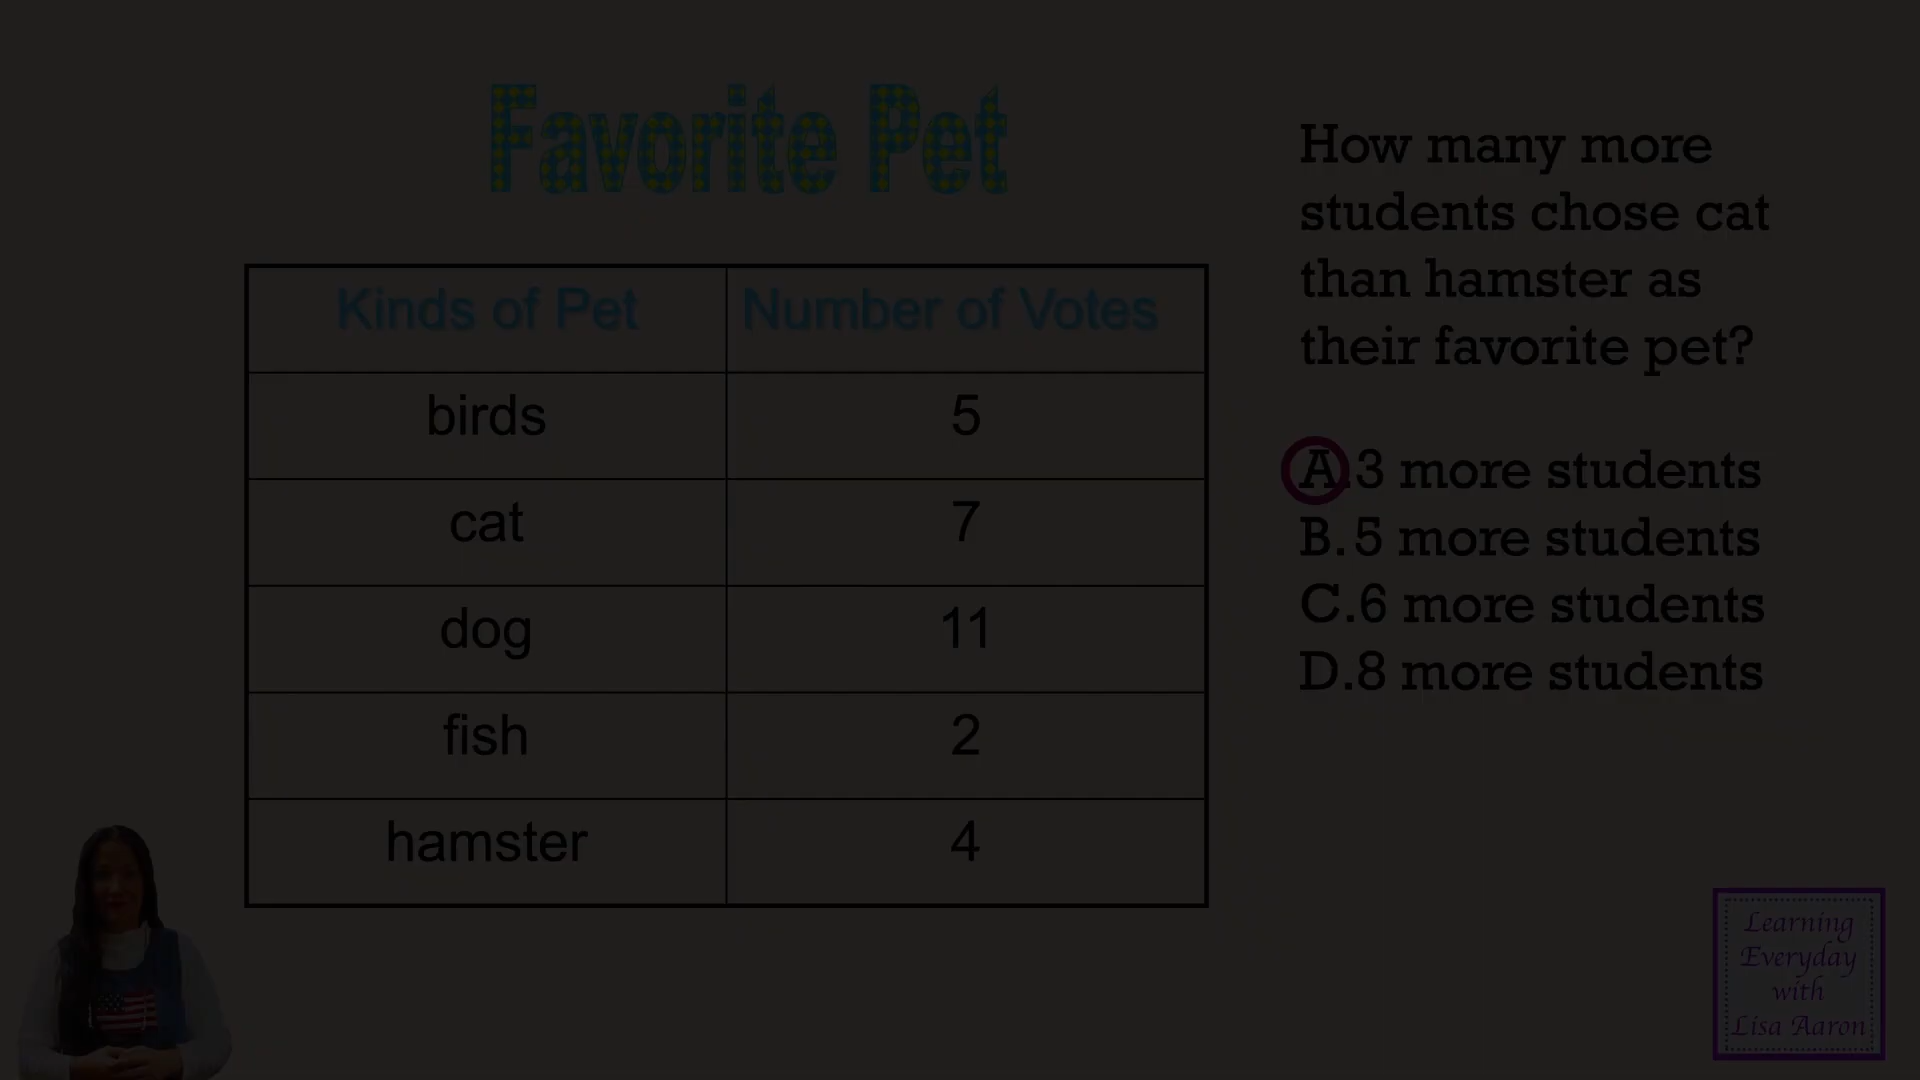 Favorite Pet
Kinds of Pet Number of Votes
birds 5
cat 7
dog 11
fish 2
hamster 4
How many more
students chose cat
than hamster as
their favorite pet?
A.3 more students
B.5 more students
C.6 more students
D.8 more students
Learning
Everyday
with
Lisa Aaron